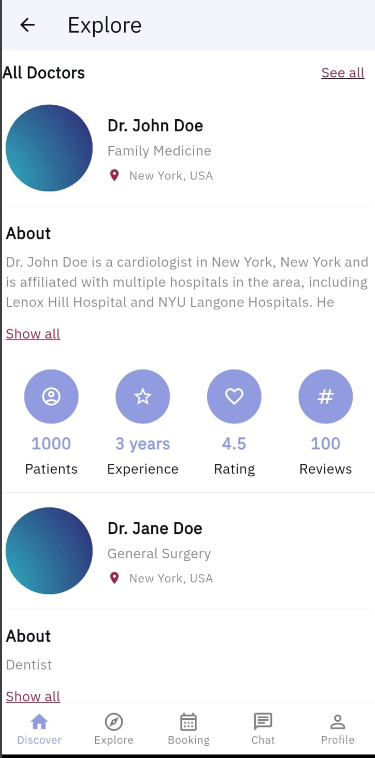 Explore
All Doctors
See all
Dr. John Doe
Family Medicine
New York, USA
About
Dr. John Doe is a cardiologist in New York, New York and
is affiliated with multiple hospitals in the area, including
Lenox Hill Hospital and NYU Langone Hospitals. He
Show all
1000 3 years 4.5 100
Patients Experience Rating Reviews
Dr. Jane Doe
General Surgery
New York, USA
About
Dentist
Show all
Discover Explore Booking Chat Profile